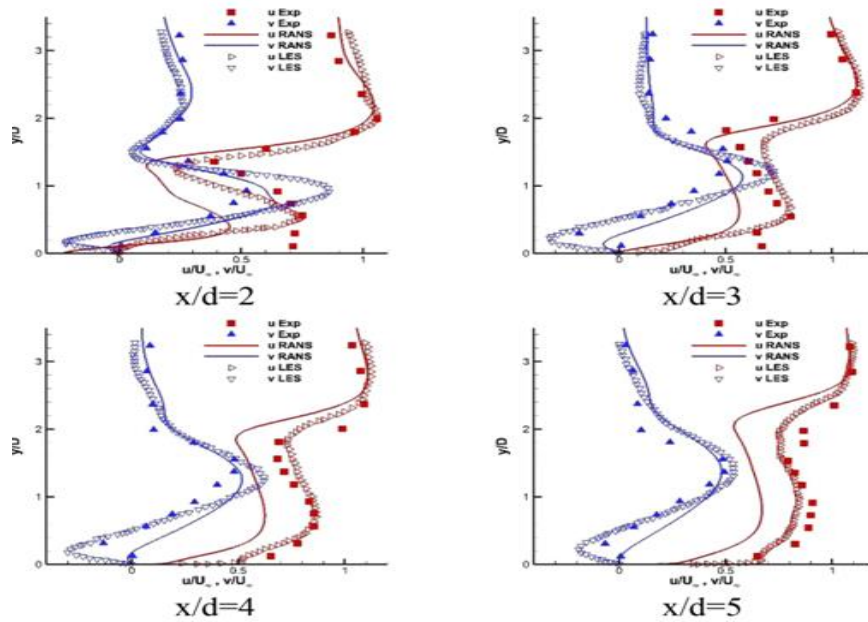 u Exp
v Exp
u RANS
v RANS
u LES
v LES
y/D
3
2
1
0
0 0.5 1
u/U∞ , v/U∞
x/d=2
u Exp
v Exp
u RANS
v RANS
u LES
v LES
y/D
3
2
1
0
0 0.5 1
u/U∞ , v/U∞
x/d=3
u Exp
v Exp
u RANS
v RANS
u LES
v LES
y/D
3
2
1
0
0 0.5 1
u/U∞ , v/U∞
x/d=4
u Exp
v Exp
u RANS
v RANS
u LES
v LES
y/D
3
2
1
0
0 0.5 1
u/U∞ , v/U∞
x/d=5